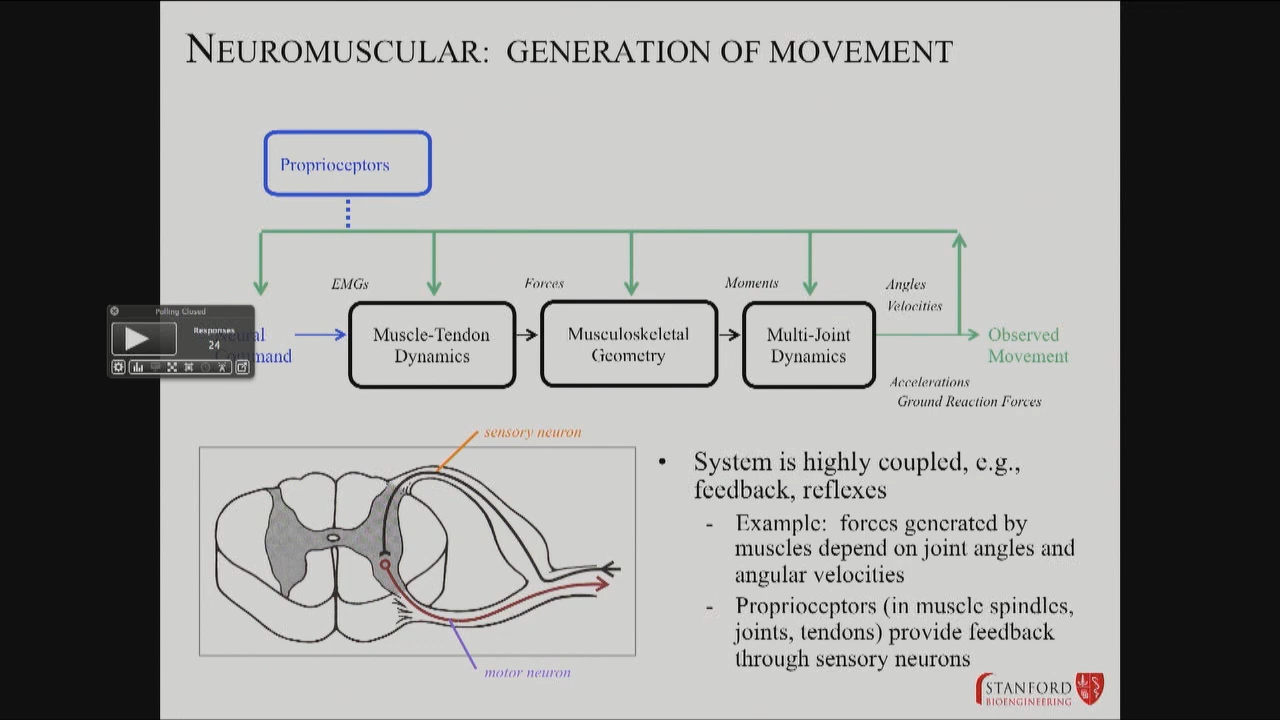 NEUROMUSCULAR: GENERATION OF MOVEMENT
Proprioceptors
EMGs
Forces
Moments
Angles
Velocities
Polling Closed
Responses
24
Command
Muscle-Tendon
Dynamics
Musculoskeletal
Geometry
Multi-Joint
Dynamics
Observed
Movement
Accelerations
Ground Reaction Forces
sensory neuron
motor neuron
• System is highly coupled, e.g.,
feedback, reflexes
- Example: forces generated by
muscles depend on joint angles and
angular velocities
- Proprioceptors (in muscle spindles,
joints, tendons) provide feedback
through sensory neurons
STANFORD
BIOENGINEERING